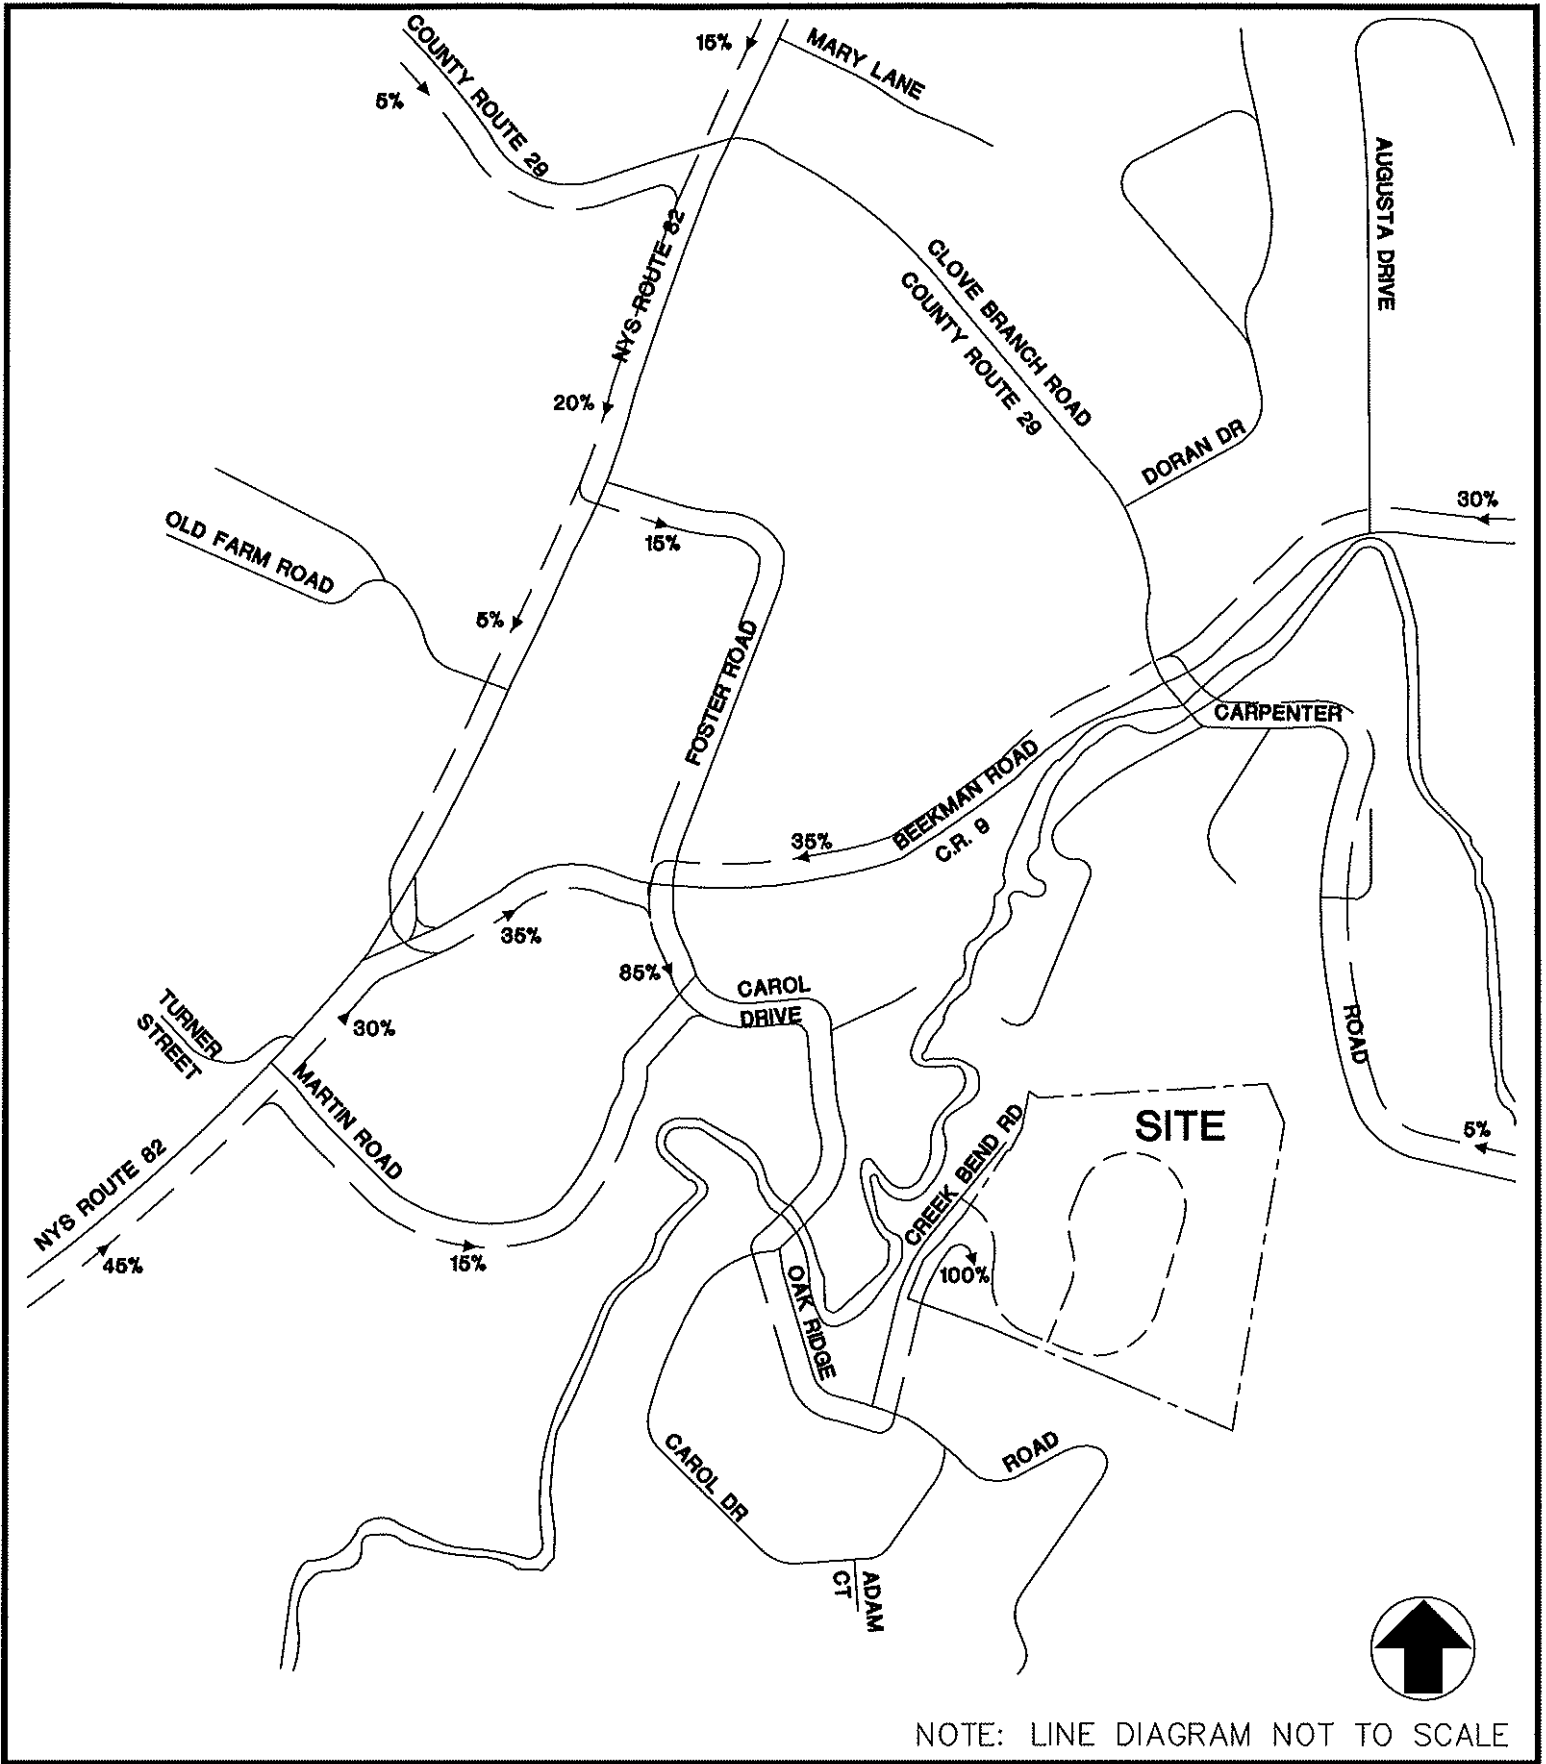 COUNTY ROUTE 29
15%
MARY LANE
5%
AUGUSTA DRIVE
NYS ROUTE 82
CLOVE BRANCH ROAD
COUNTY ROUTE 29
20%
DORAN DR
30%
OLD FARM ROAD
15%
5%
FOSTER ROAD
CARPENTER
BEEKMAN ROAD
C.R. 9
35%
35%
85%
CAROL
DRIVE
TURNER
STREET
30%
ROAD
MARTIN ROAD
SITE
CREEK BEND RD
5%
NYS ROUTE 82
45%
15%
100%
OAK RIDGE
ROAD
CAROL DR
ADAM
CT
NOTE: LINE DIAGRAM NOT TO SCALE